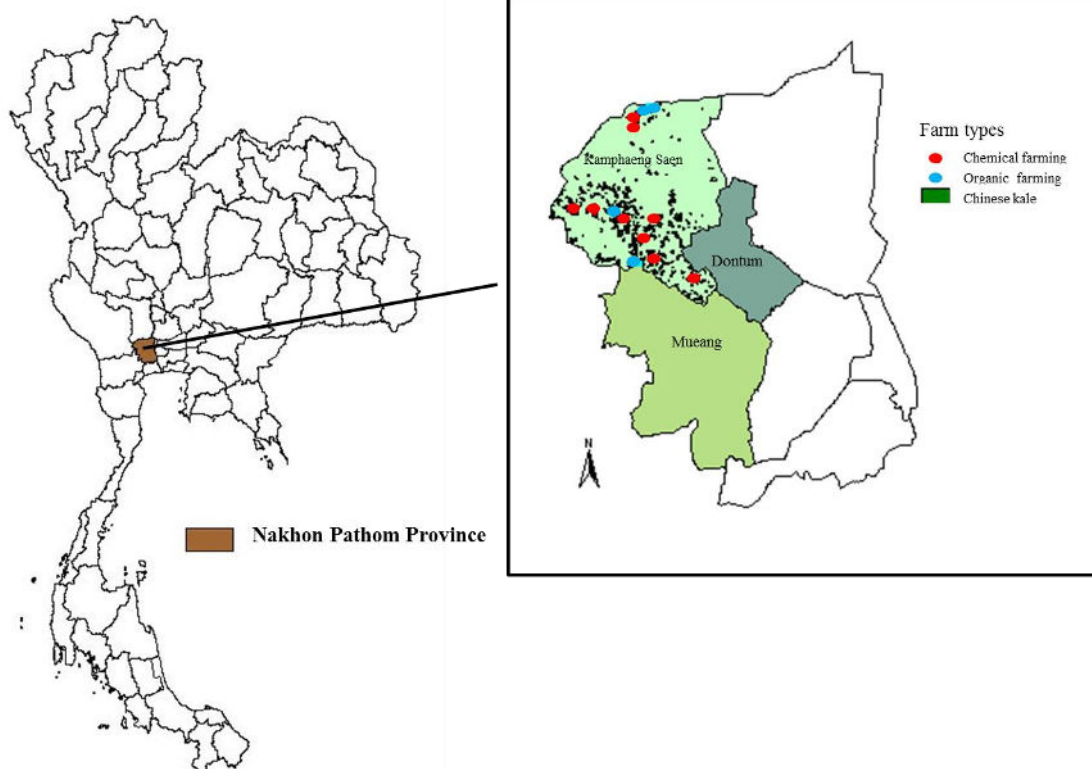 Nakhon Pathom Province
Kamphaeng Saen
Dontum
Mueang
N
Farm types
Chemical farming
Organic farming
Chinese kale